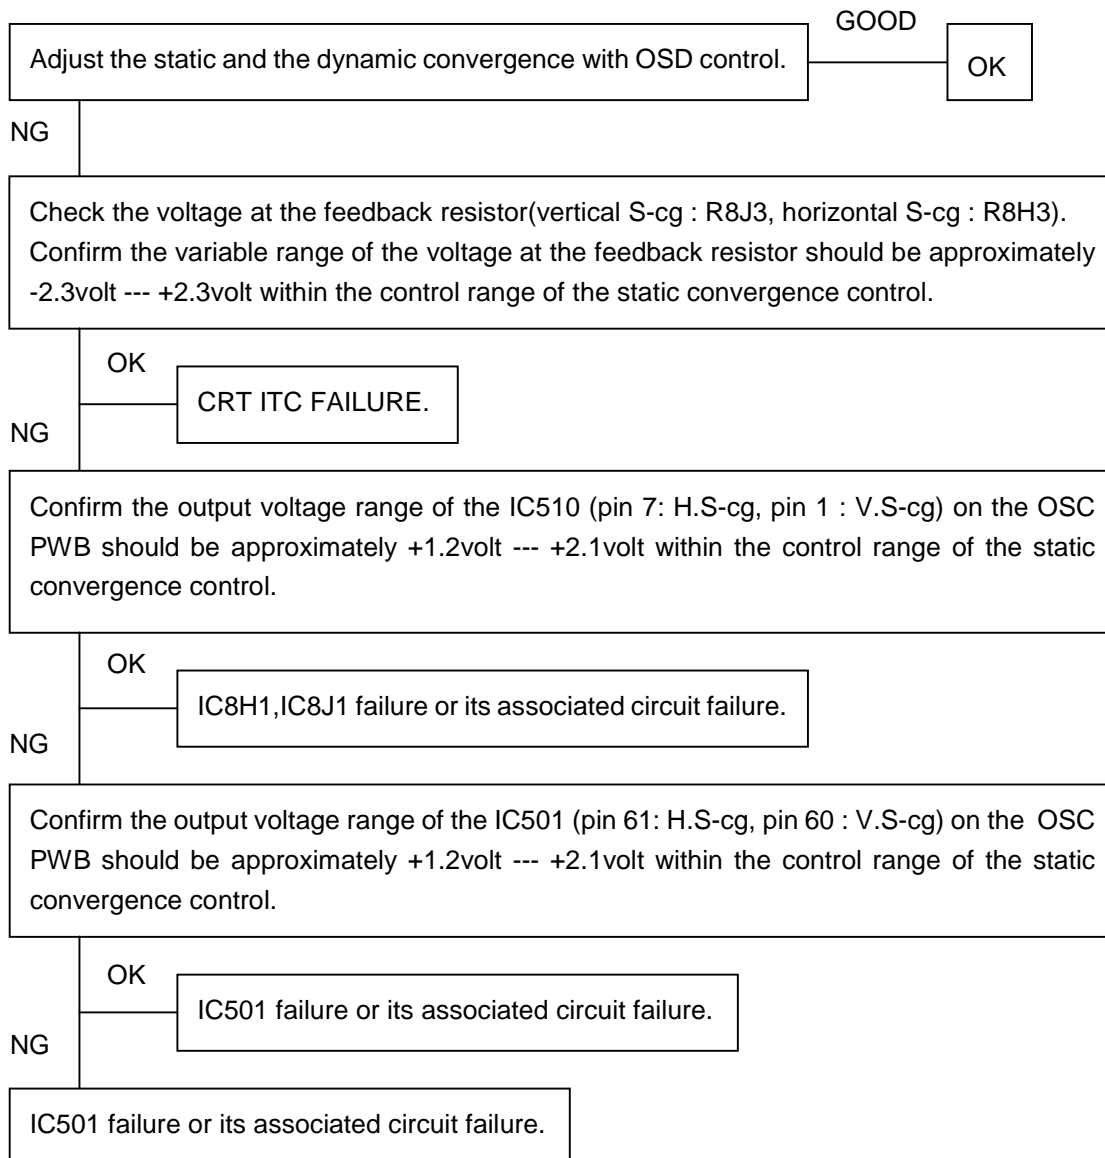 GOOD
Adjust the static and the dynamic convergence with OSD control.
OK
NG
Check the voltage at the feedback resistor(vertical S-cg : R8J3, horizontal S-cg : R8H3).
Confirm the variable range of the voltage at the feedback resistor should be approximately
-2.3volt --- +2.3volt within the control range of the static convergence control.
OK
CRT ITC FAILURE.
NG
Confirm the output voltage range of the IC510 (pin 7: H.S-cg, pin 1 : V.S-cg) on the OSC
PWB should be approximately +1.2volt --- +2.1volt within the control range of the static
convergence control.
OK
IC8H1,IC8J1 failure or its associated circuit failure.
NG
Confirm the output voltage range of the IC501 (pin 61: H.S-cg, pin 60 : V.S-cg) on the OSC
PWB should be approximately +1.2volt --- +2.1volt within the control range of the static
convergence control.
OK
IC501 failure or its associated circuit failure.
NG
IC501 failure or its associated circuit failure.